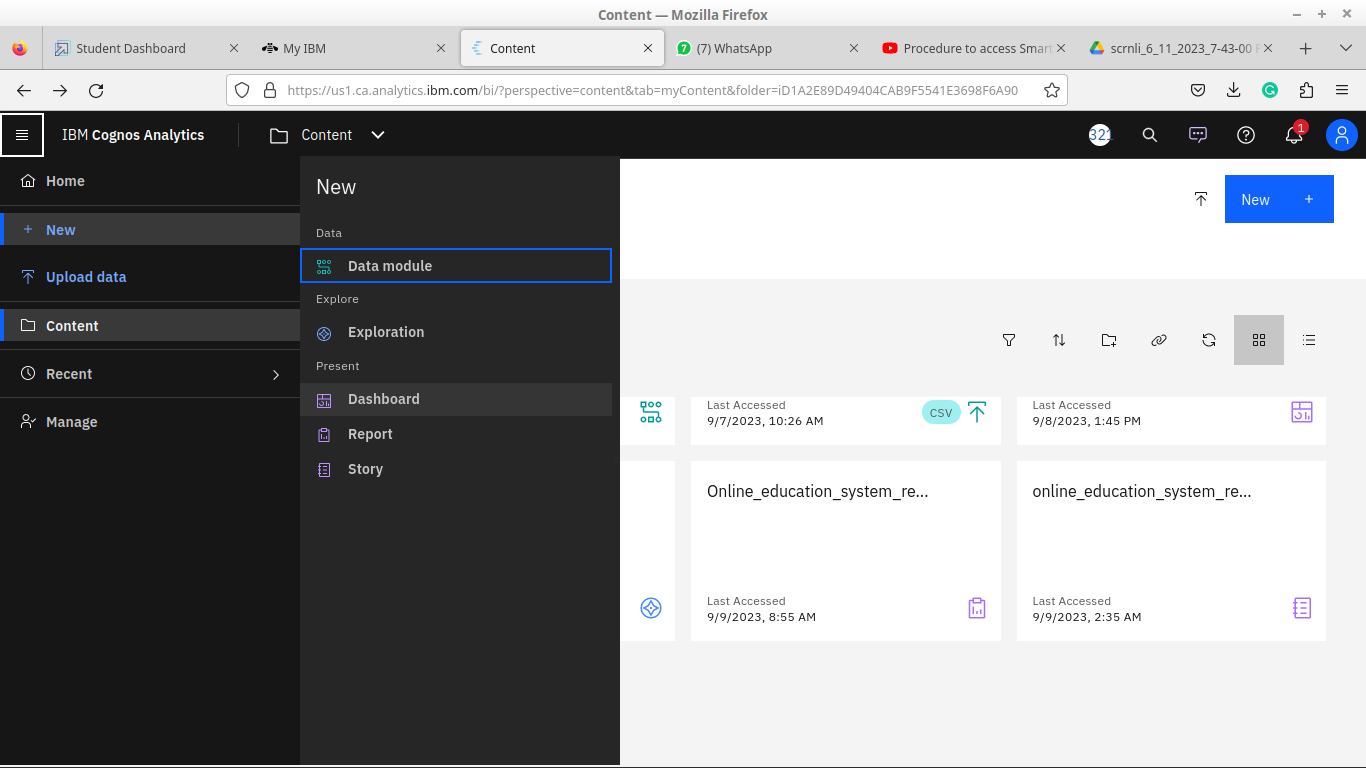 Content — Mozilla Firefox
Student Dashboard
My IBM
Content
(7) WhatsApp
Procedure to access Smart
scrnli_6_11_2023_7-43-00
https://us1.ca.analytics.ibm.com/bi/?perspective=content&tab=myContent&folder=iD1A2E89D49404CAB9F5541E3698F6A90
IBM Cognos Analytics
Content
321
1
Home
New
Upload data
Content
Recent
Manage
New
Data
Data module
Explore
Exploration
Present
Dashboard
Report
Story
New
Last Accessed
9/7/2023, 10:26 AM
CSV
Last Accessed
9/8/2023, 1:45 PM
Online_education_system_re...
Last Accessed
9/9/2023, 8:55 AM
online_education_system_re...
Last Accessed
9/9/2023, 2:35 AM